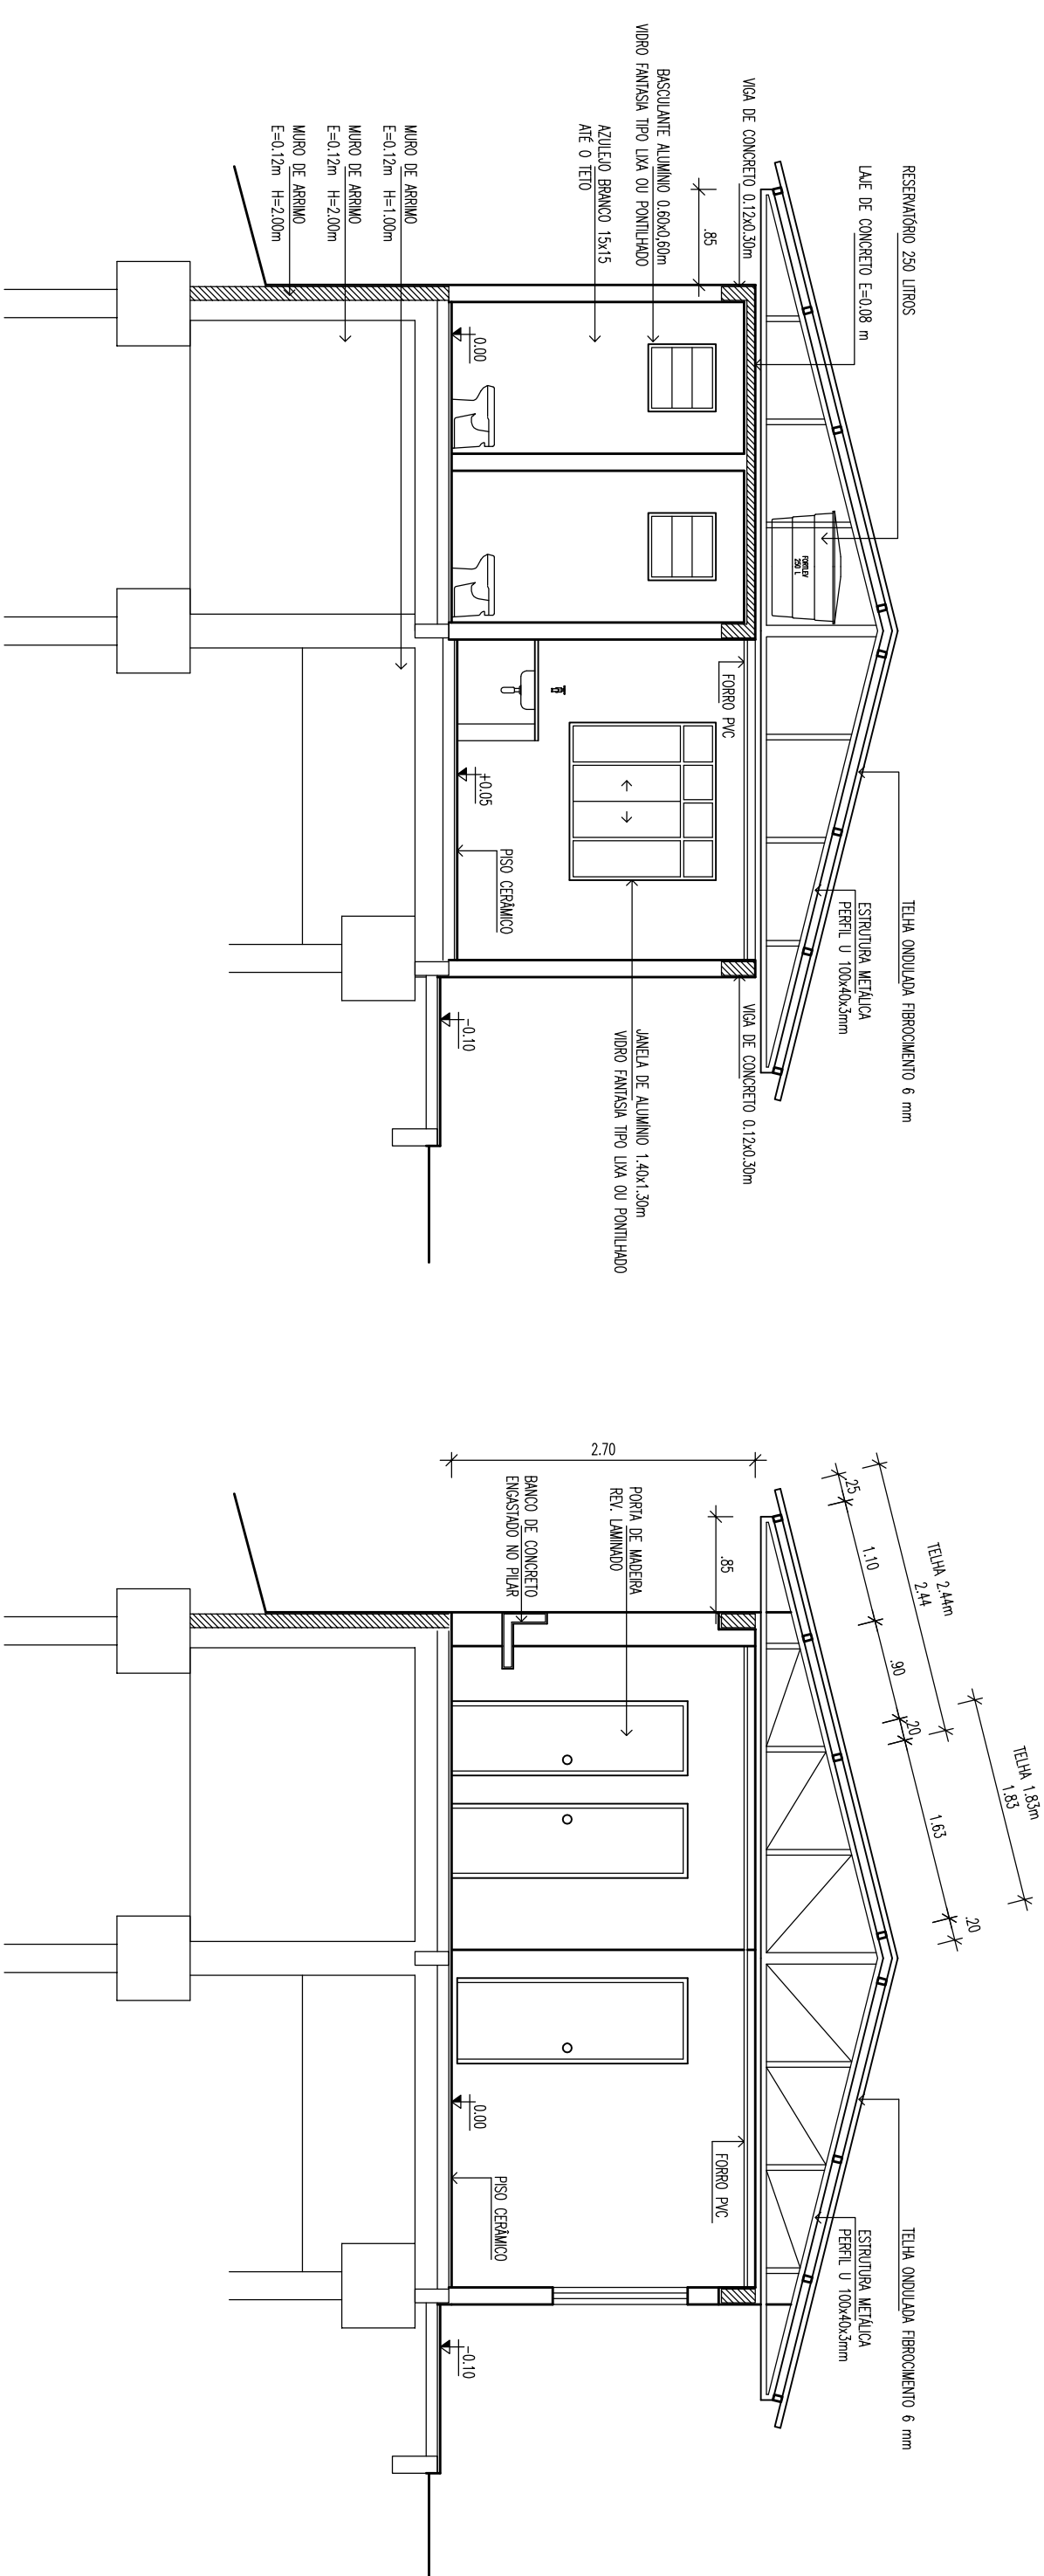 RESERVATÓRIO 250 LITROS
LAJE DE CONCRETO E=0.08 m
VIGA DE CONCRETO 0.12x0.30m
.85
BASCULANTE ALUMÍNIO 0.60x0,60m
VIDRO FANTASIA TIPO LIXA OU PONTILHADO
AZULEJO BRANCO 15x15
ATÉ O TETO
MURO DE ARRIMO
E=0.12m H=1.00m
MURO DE ARRIMO
E=0.12m H=2.00m
MURO DE ARRIMO
E=0.12m H=2.00m
0.00
FORTLEV
250 L
FORRO PVC
+0.05
PISO CERÂMICO
TELHA ONDULADA FIBROCIMENTO 6 mm
ESTRUTURA METÁLICA
PERFIL U 100x40x3mm
VIGA DE CONCRETO 0.12x0.30m
JANELA DE ALUMÍNIO 1.40x1.30m
VIDRO FANTASIA TIPO LIXA OU PONTILHADO
-0.10
TELHA 1.83m
1.83
TELHA 2.44m
2.44
.25
1.10
.90
.20
1.63
.20
2.70
.85
PORTA DE MADEIRA
REV. LAMINADO
BANCO DE CONCRETO
ENGASTADO NO PILAR
0.00
PISO CERÂMICO
FORRO PVC
TELHA ONDULADA FIBROCIMENTO 6 mm
ESTRUTURA METÁLICA
PERFIL U 100x40x3mm
-0.10